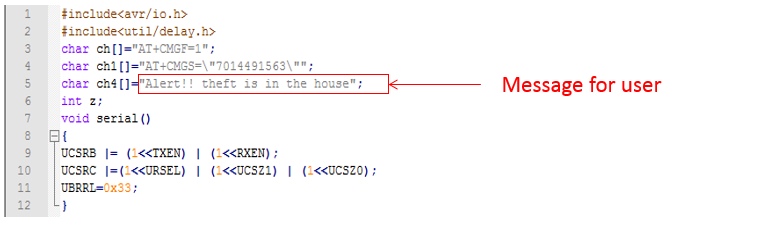 1 #include<avr/io.h>
2 #include<util/delay.h>
3 char ch[]="AT+CMGF=1";
4 char ch1[]="AT+CMGS=\"7014491563\"";
5 char ch4[]="Alert!! theft is in the house"; Message for user
6 int z;
7 void serial()
8 {
9 UCSRB |= (1<<TXEN) | (1<<RXEN);
10 UCSRC |=(1<<URSEL) | (1<<UCSZ1) | (1<<UCSZ0);
11 UBRRL=0x33;
12 }